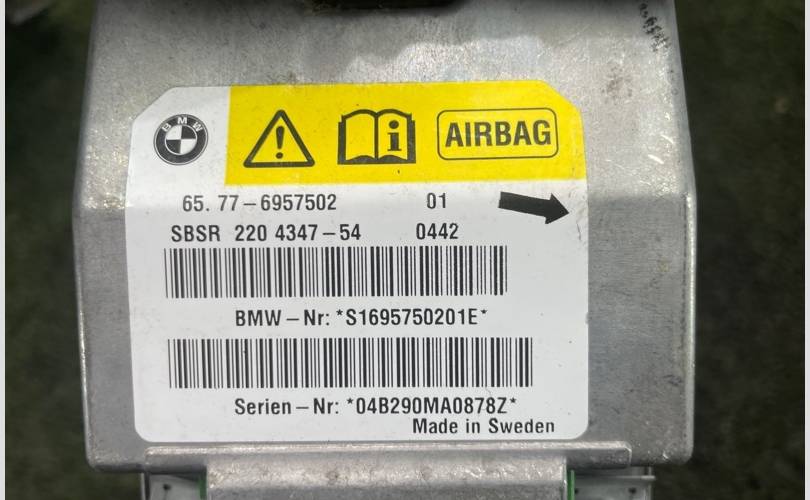 BMW
AIRBAG
65. 77-6957502 01
SBSR 220 4347-54 0442
BMW-Nr: *S1695750201E*
Serien-Nr: *04B290MA0878Z*
Made in Sweden